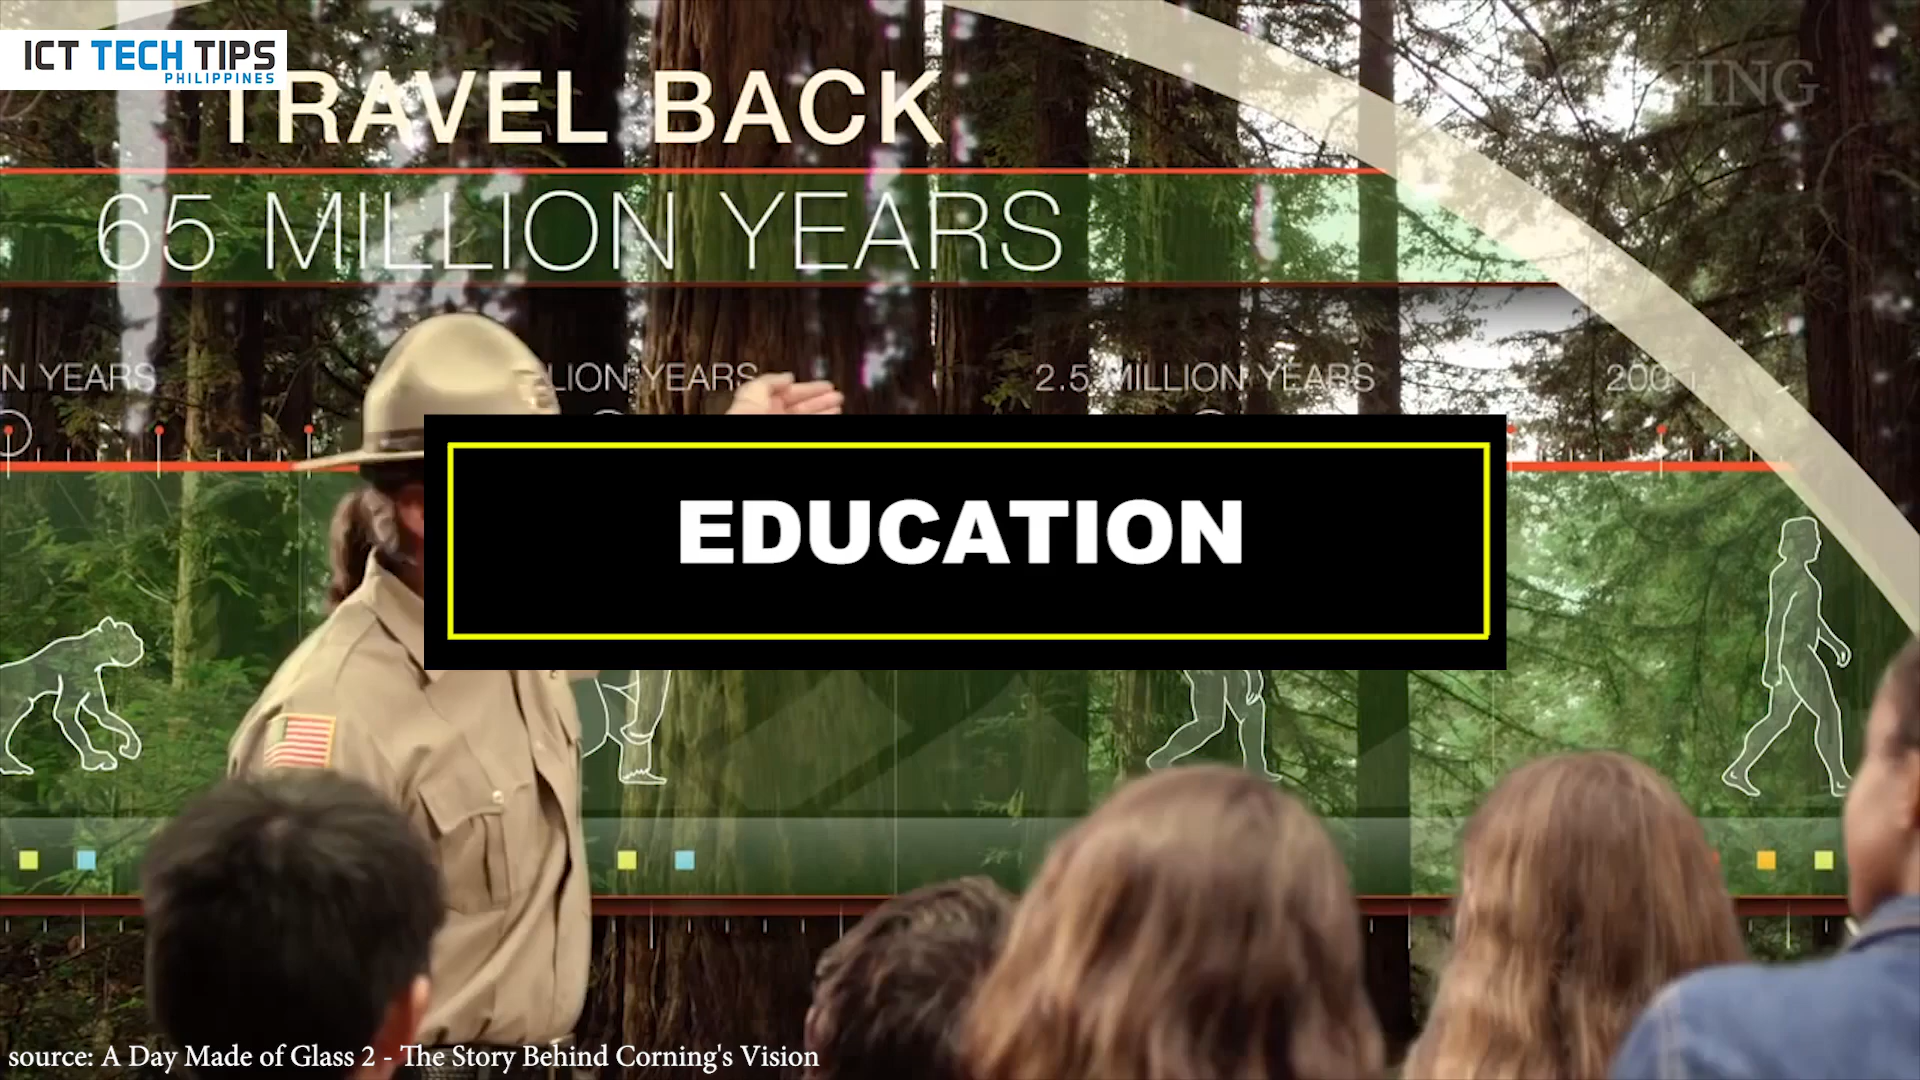 ICT TECH TIPS
PHILIPPINES
TRAVEL BACK
65 MILLION YEARS
YEARS
YEARS
2.5 MILLION YEARS
EDUCATION
source: A Day Made of Glass 2 - The Story Behind Corning's Vision